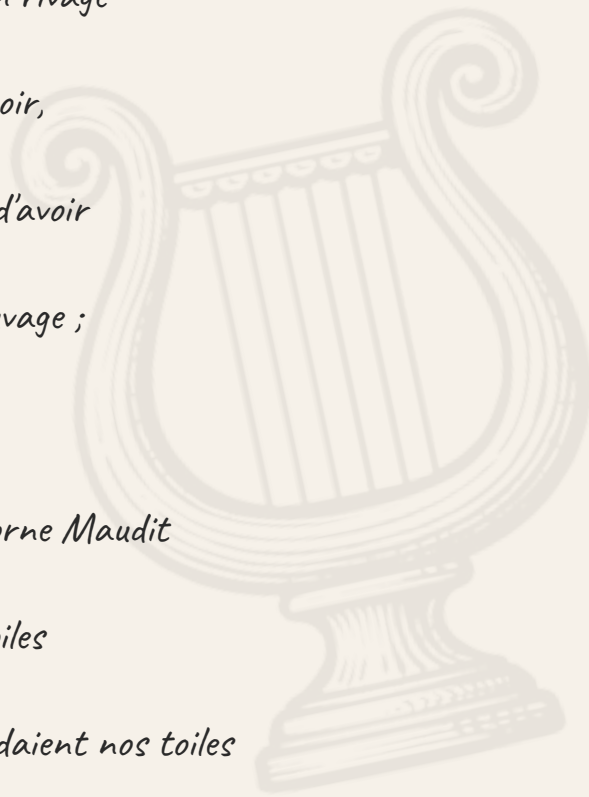 rivage
oir,
d'avoir
vage ;
orne Maudit
iles
daient nos toiles